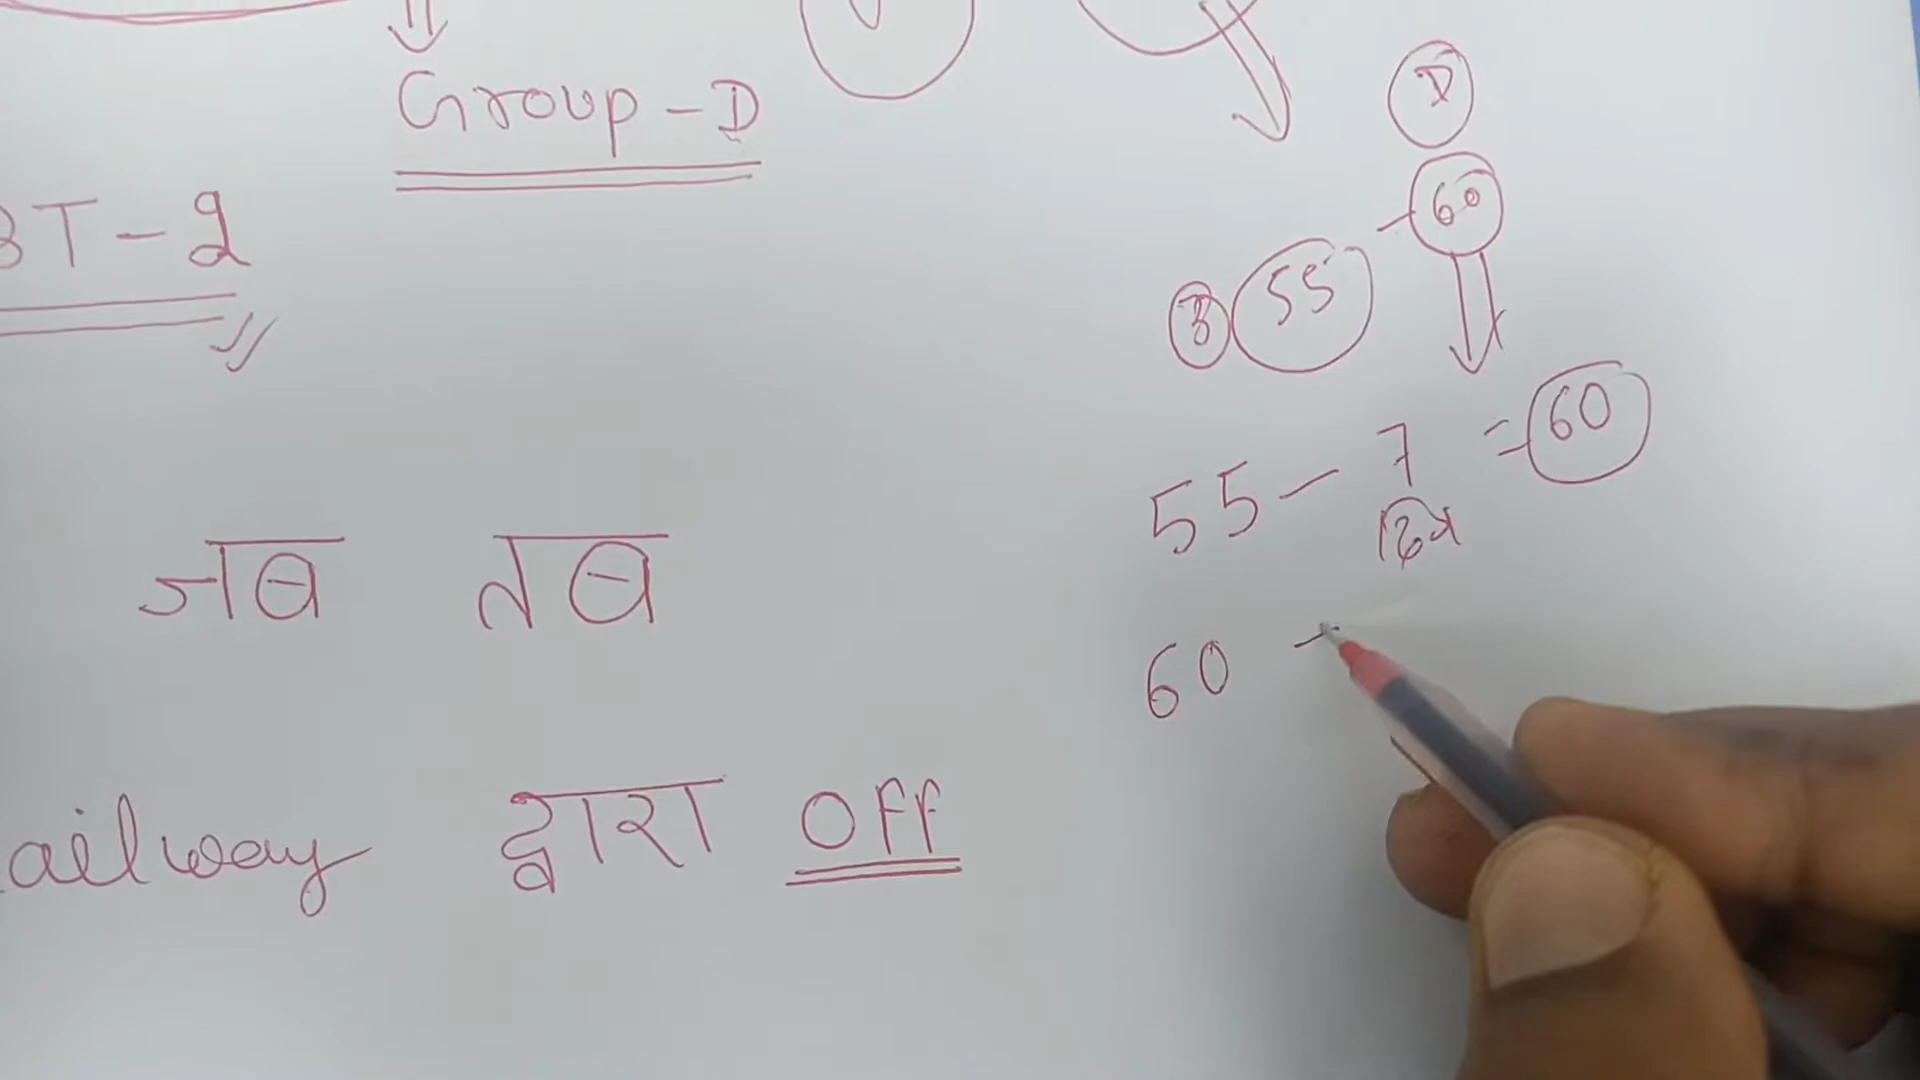 Group-D
BT-2
D
60
B 55 -
55 - 7 = 60
जब तब
60 -
ailway द्वारा OFF